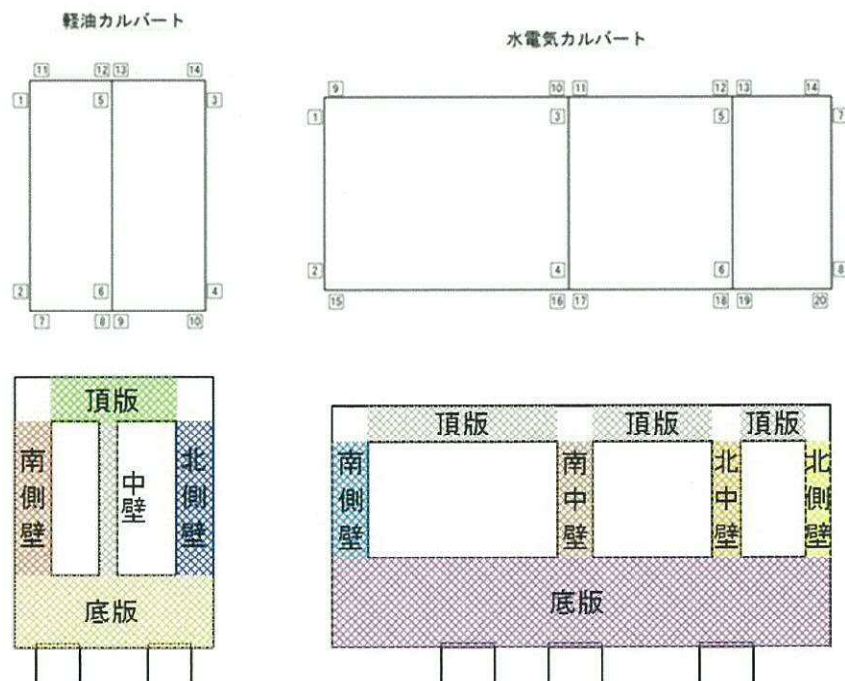 軽油カルバート
水電気カルバート
11 12 13 14
1 5 3
2 6 4
7 8 9 10
9 10 11 12 13 14
1 3 5 7
2 4 6 8
15 16 17 18 19 20
頂版
南側壁
中壁
北側壁
底版
頂版 頂版 頂版
南側壁
南中壁
北中壁
北側壁
底版